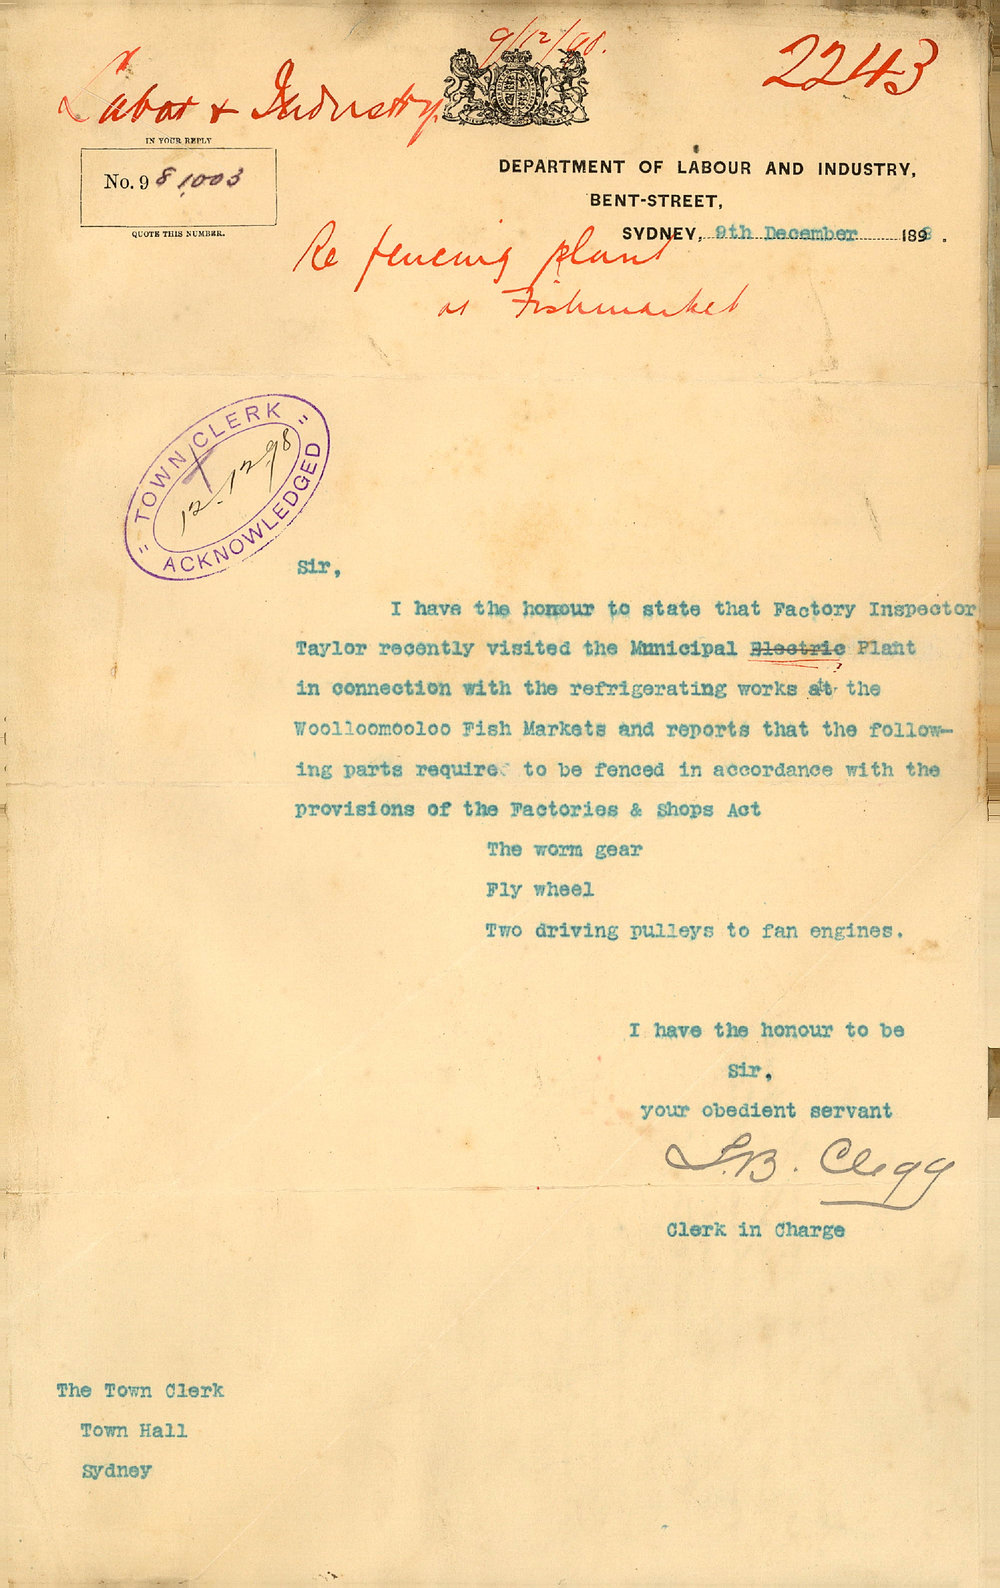 9/12/98.
2243
Labor & Industry
IN YOUR REPLY
No. 98 1,003
QUOTE THIS NUMBER.
DEPARTMENT OF LABOUR AND INDUSTRY,
BENT-STREET,
SYDNEY, 9th December 1898.
Re fencing plant
at Fishmarket
"TOWN CLERK"
12.12.98
ACKNOWLEDGED
Sir,
I have the honour to state that Factory Inspector
Taylor recently visited the Municipal Electric Plant
?
in connection with the refrigerating works at the
Woolloomooloo Fish Markets and reports that the follow-
ing parts require to be fenced in accordance with the
provisions of the Factories & Shops Act
The worm gear
Fly wheel
Two driving pulleys to fan engines.
I have the honour to be
Sir,
your obedient servant
B. Clegg
Clerk in Charge
The Town Clerk
Town Hall
Sydney